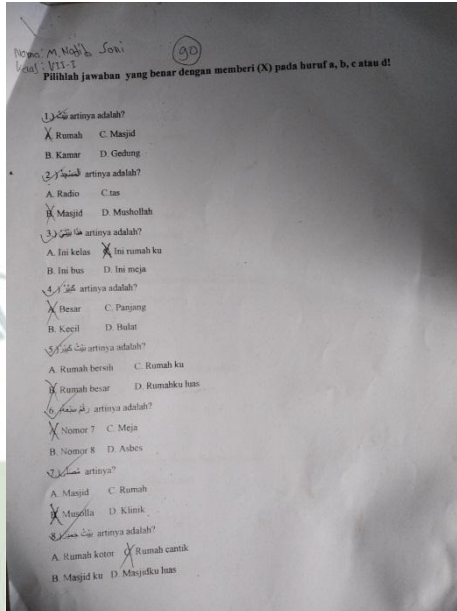 Nama: M. Nafi'b Soni
90
Kelas: VII-I
Pilihlah jawaban yang benar dengan memberi (X) pada huruf a, b, c atau d!
1. بَيْتٌ artinya adalah?
A. Rumah C. Masjid
B. Kamar D. Gedung
2. المَسْجِدُ artinya adalah?
A. Radio C.tas
B. Masjid D. Mushollah
3. هَذَا بَيْتِيْ artinya adalah?
A. Ini kelas C. Ini rumah ku
B. Ini bus D. Ini meja
4. كَبِيْرٌ artinya adalah?
A. Besar C. Panjang
B. Kecil D. Bulat
5. بَيْتٌ كَبِيْرٌ artinya adalah?
A. Rumah bersih C. Rumah ku
B. Rumah besar D. Rumahku luas
6. artinya adalah?
A. Nomor 7 C. Meja
B. Nomor 8 D. Asbes
7. artinya?
A. Masjid C. Rumah
B. Musolla D. Klinik
8. artinya adalah?
A. Rumah kotor C. Rumah cantik
B. Masjid ku D. Masjidku luas